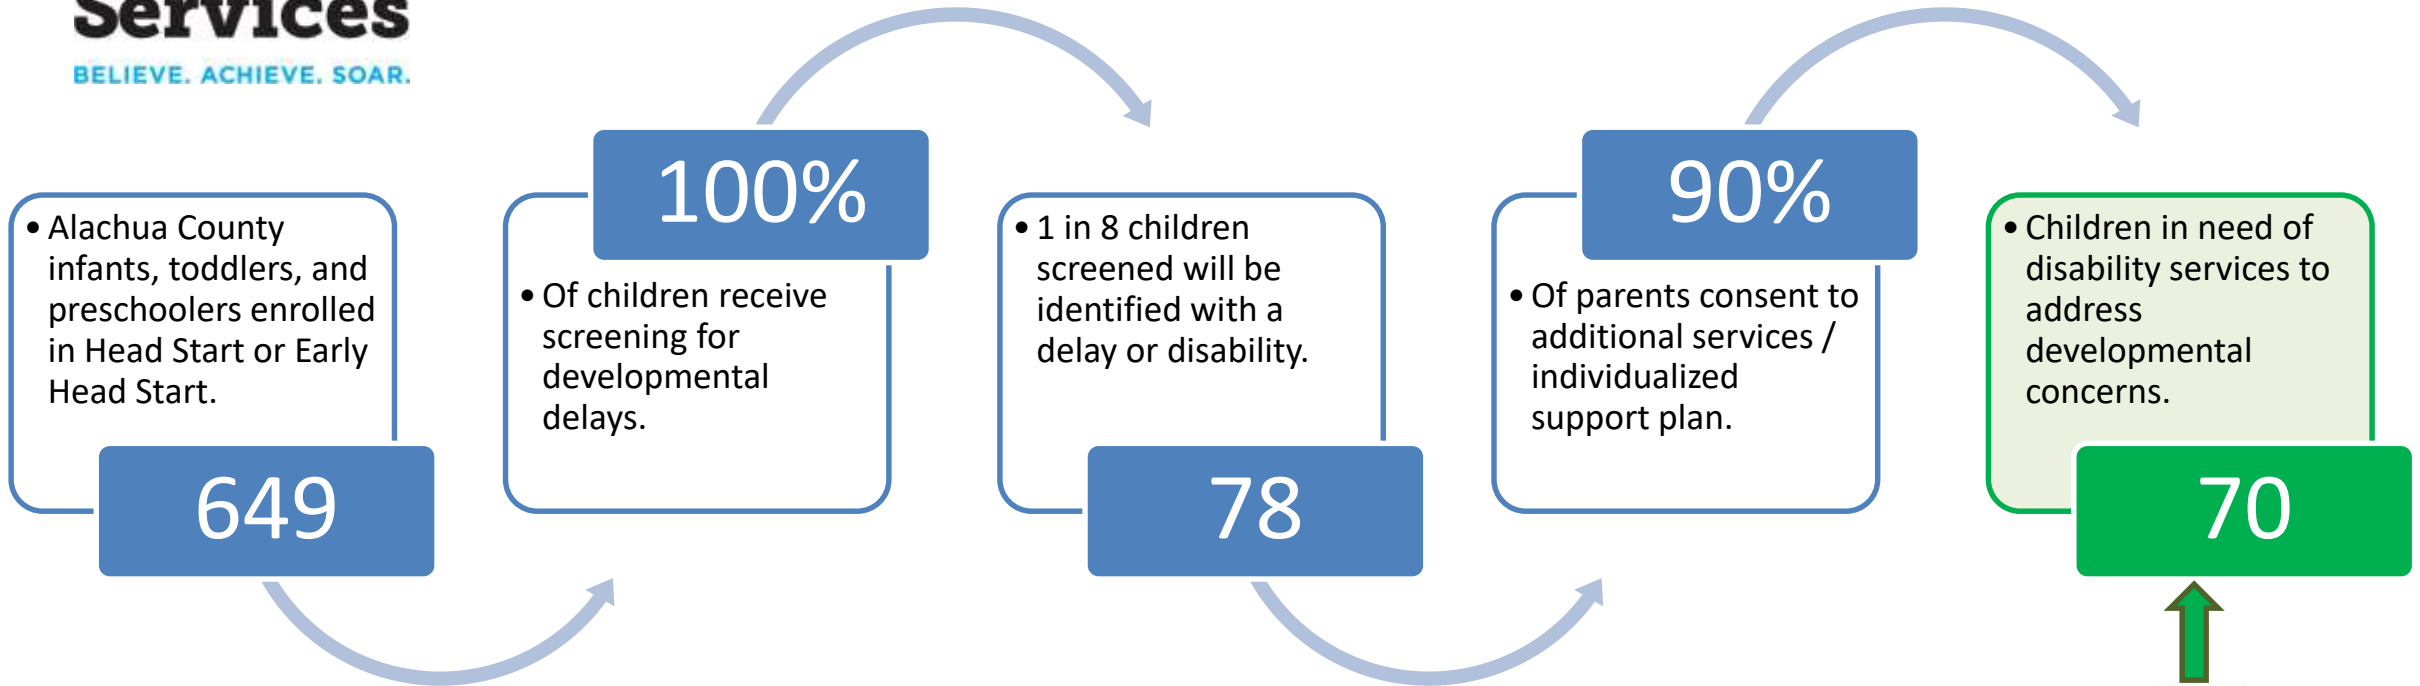 Services
BELIEVE. ACHIEVE. SOAR.
• Alachua County
infants, toddlers, and
preschoolers enrolled
in Head Start or Early
Head Start.
649
100%
• Of children receive
screening for
developmental
delays.
• 1 in 8 children
screened will be
identified with a
delay or disability.
78
90%
• Of parents consent to
additional services /
individualized
support plan.
• Children in need of
disability services to
address
developmental
concerns.
70